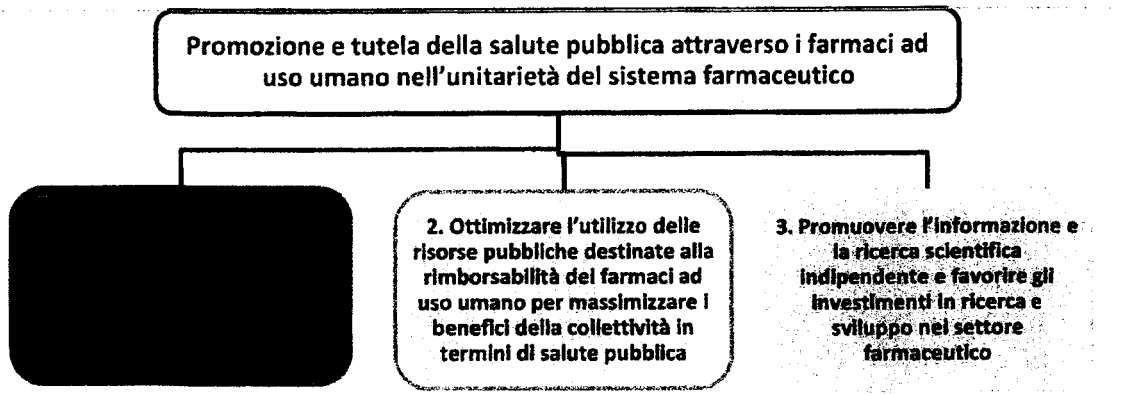 Promozione e tutela della salute pubblica attraverso i farmaci ad
uso umano nell'unitarietà del sistema farmaceutico
2. Ottimizzare l'utilizzo delle
risorse pubbliche destinate alla
rimborsabilità dei farmaci ad
uso umano per massimizzare i
benefici della collettività in
termini di salute pubblica
3. Promuovere l'informazione e
la ricerca scientifica
indipendente e favorire gli
investimenti in ricerca e
sviluppo nel settore
farmaceutico